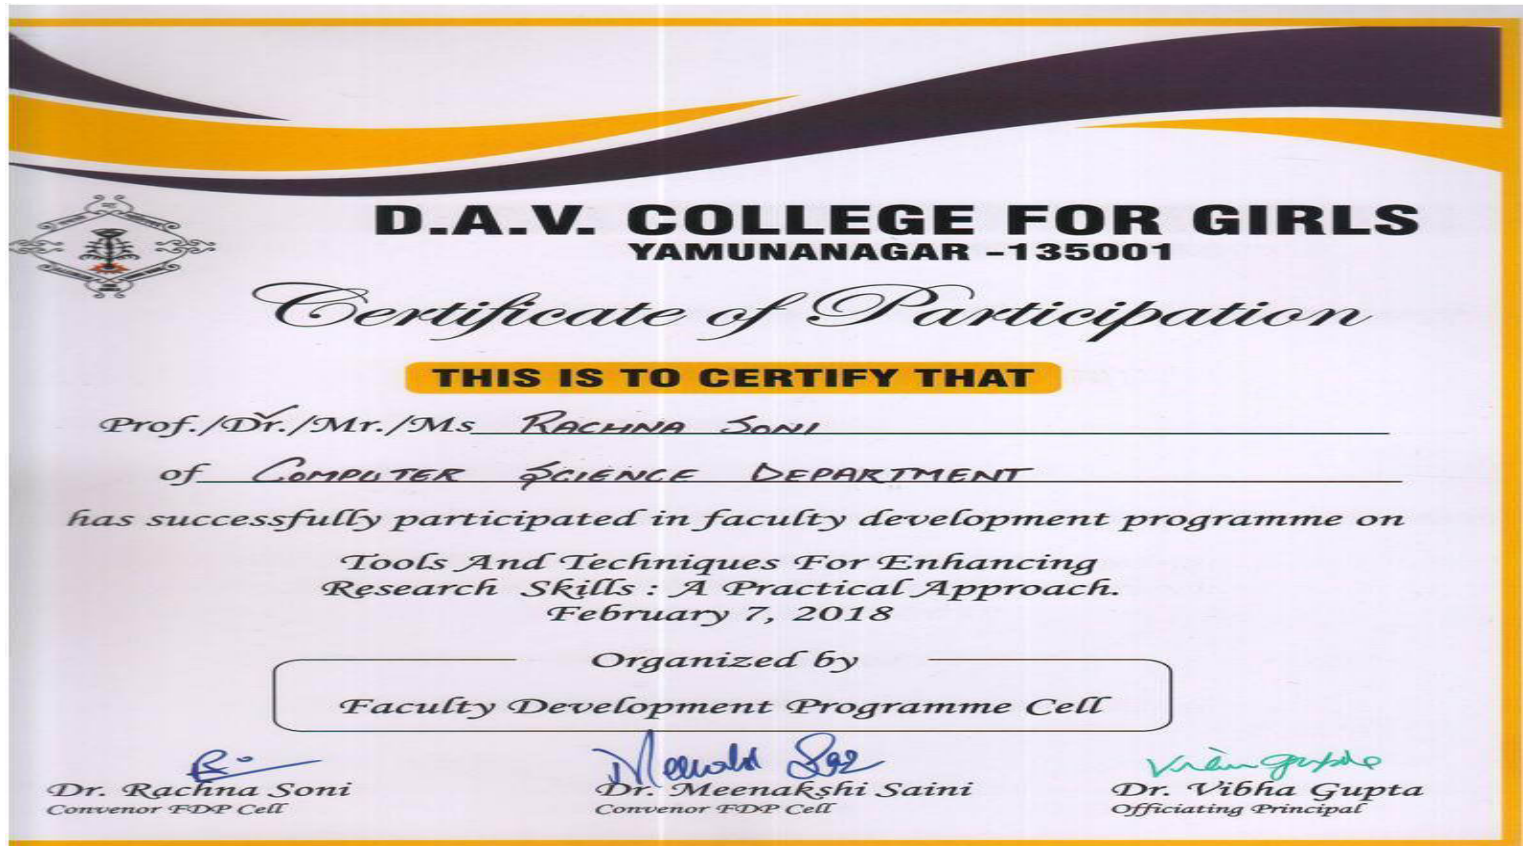 D.A.V. COLLEGE FOR GIRLS
YAMUNANAGAR -135001
Certificate of Participation
THIS IS TO CERTIFY THAT
Prof./Dr./Mr./Ms RACHNA SONI
of COMPUTER SCIENCE DEPARTMENT
has successfully participated in faculty development programme on
Tools And Techniques For Enhancing
Research Skills : A Practical Approach.
February 7, 2018
Organized by
Faculty Development Programme Cell
Dr. Rachna Soni Dr. Meenakshi Saini Dr. Vibha Gupta
Convenor FDP Cell Convenor FDP Cell Officiating Principal